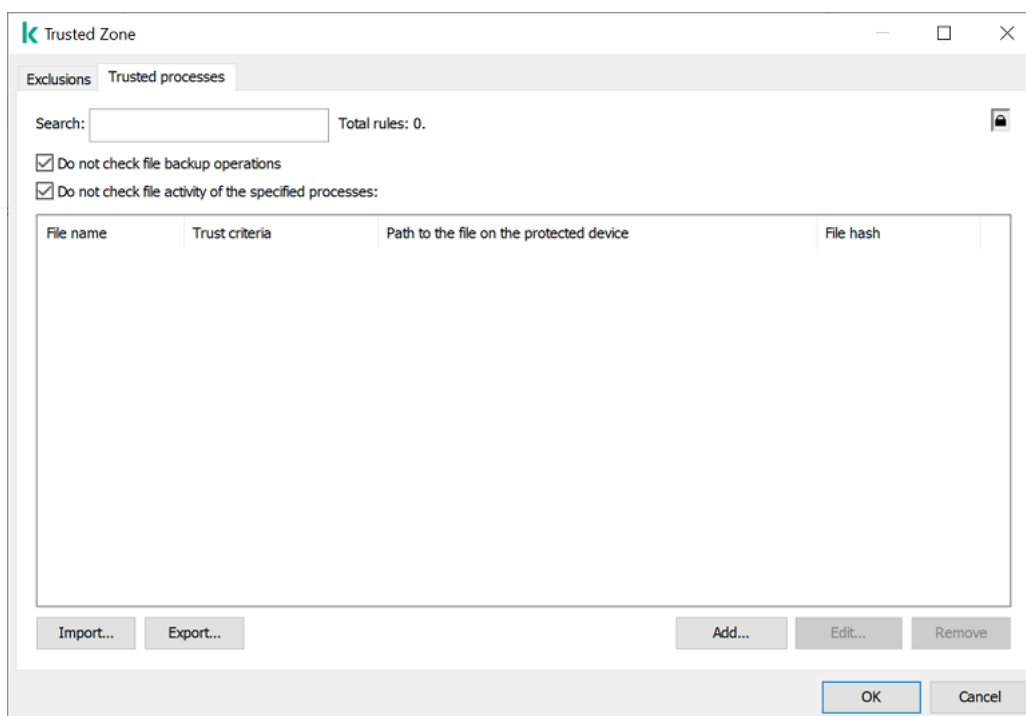 Trusted Zone
Exclusions Trusted processes
Search: Total rules: 0.
Do not check file backup operations
Do not check file activity of the specified processes:
File name Trust criteria Path to the file on the protected device File hash
Import... Export... Add... Edit... Remove
OK Cancel